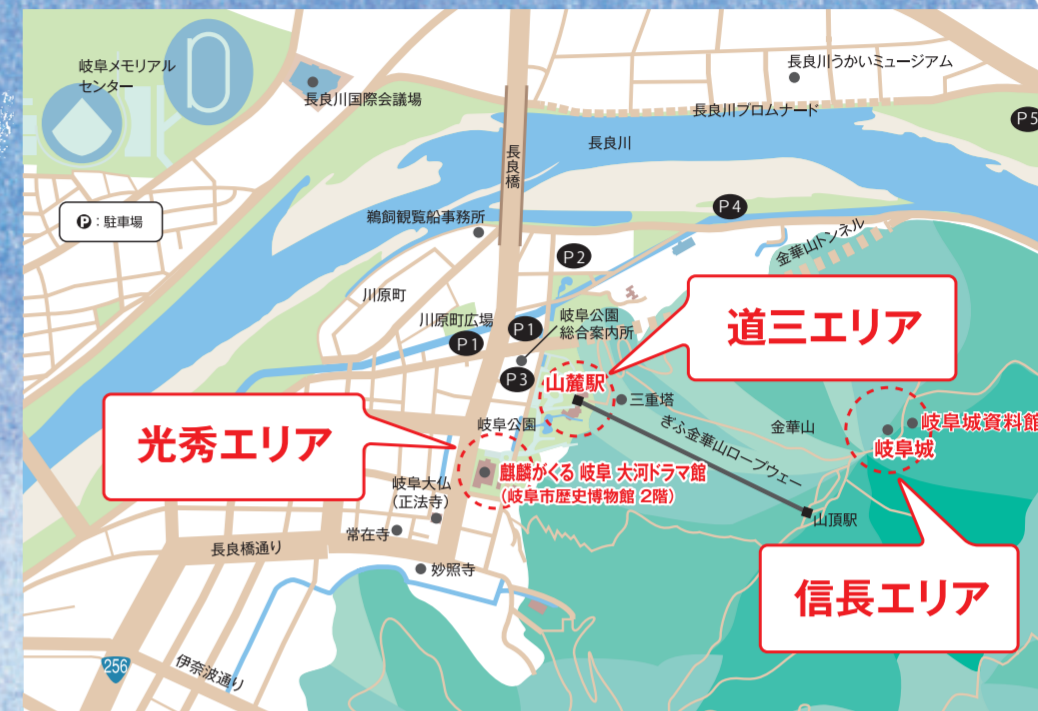 岐阜メモリアル
センター
長良川国際会議場
長良川うかいミュージアム
長良川プロムナード
長良川
長良橋
P5
P：駐車場
鵜飼観覧船事務所
P4
金華山トンネル
P2
川原町
川原町広場
P1
P1
岐阜公園
総合案内所
道三エリア
P3
山麓駅
三重塔
ぎふ金華山ロープウェー
金華山
岐阜城資料館
岐阜城
光秀エリア
岐阜公園
麒麟がくる 岐阜 大河ドラマ館
（岐阜市歴史博物館 2階）
岐阜大仏
（正法寺）
山頂駅
常在寺
長良橋通り
妙照寺
信長エリア
256
伊奈波通り